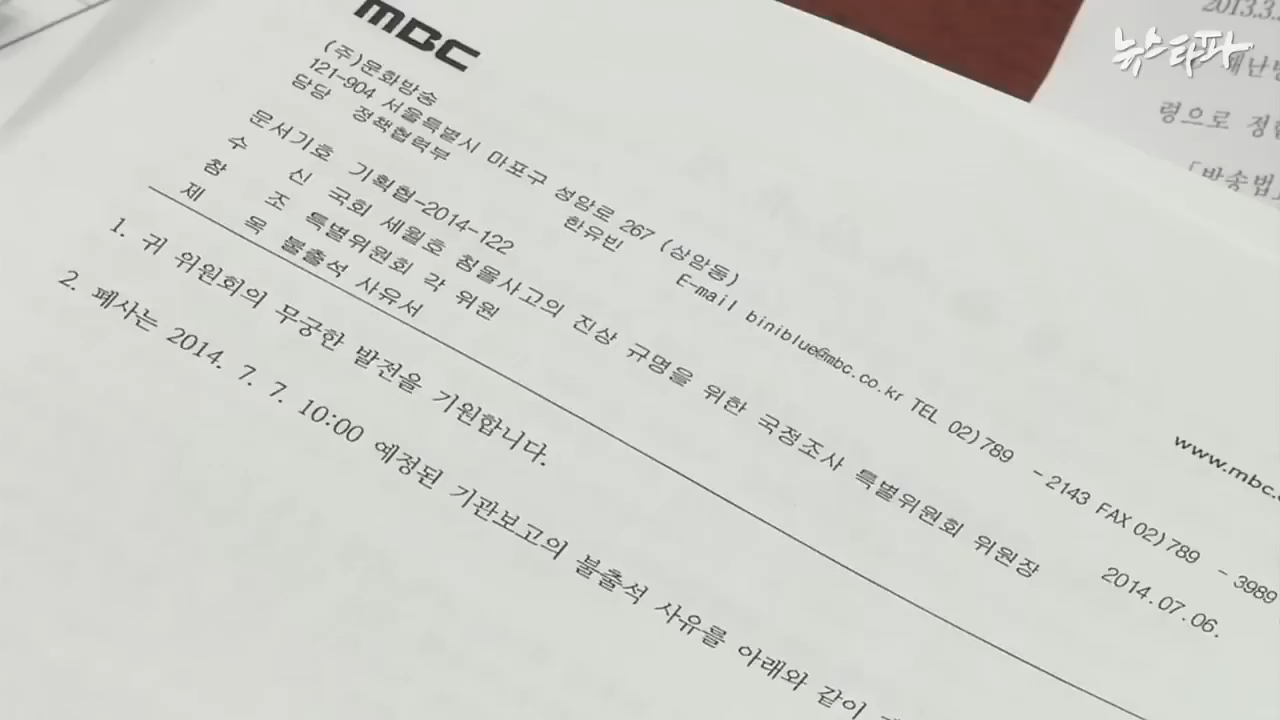 MBC
(주)문화방송
121-904 서울특별시 마포구 성암로 267 (상암동)
www.mbc.
담당 정책협력부 한유빈 E-mail biniblue@mbc.co.kr TEL 02)789 - 2143 FAX 02)789 - 3989
문서기호 기획협-2014-122 2014.07.06.
수 신 국회 세월호 침몰사고의 진상 규명을 위한 국정조사 특별위원회 위원장
참 조 특별위원회 각 위원
제 목 불출석 사유서
1. 귀 위원회의 무궁한 발전을 기원합니다.
2. 폐사는 2014. 7. 7. 10:00 예정된 기관보고의 불출석 사유를 아래와 같이
뉴스타파
2013.3.
재난
령으로 정한
「방송법